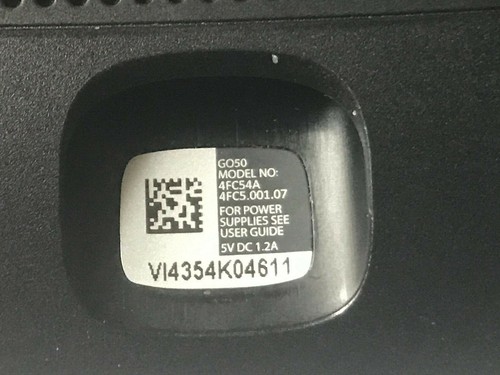 GO50
MODEL NO:
4FC54A
4FC5.001.07
FOR POWER
SUPPLIES SEE
USER GUIDE
5V DC 1.2A
VI4354K04611